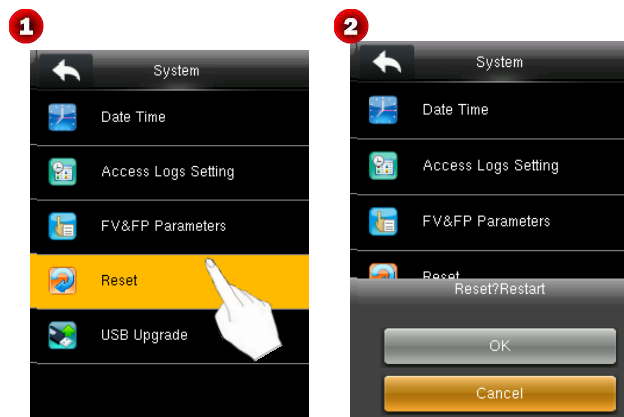 1
System
Date Time
Access Logs Setting
FV&FP Parameters
Reset
USB Upgrade
2
System
Date Time
Access Logs Setting
FV&FP Parameters
Reset
Reset?Restart
OK
Cancel